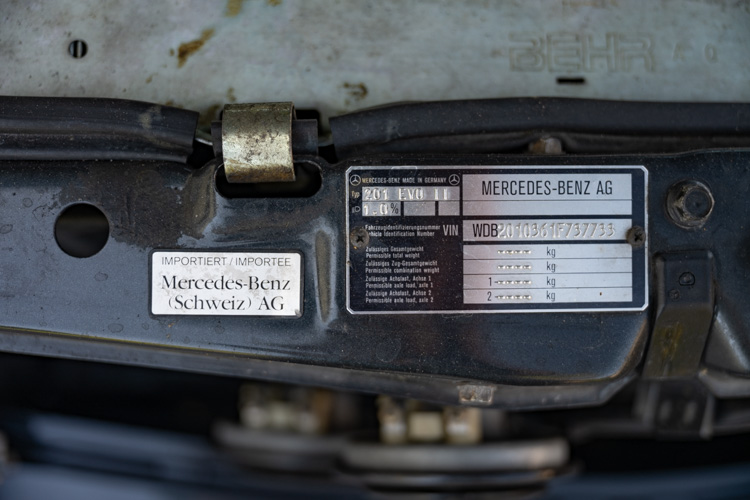 BEHR
MERCEDES-BENZ MADE IN GERMANY
MERCEDES-BENZ AG
Typ 201 EVO II
1.0%
Fahrzeugidentifizierungsnummer
Vehicle Identification Number VIN WDB2010361F737733
IMPORTIERT / IMPORTEE
Mercedes-Benz
(Schweiz) AG
Zulässiges Gesamtgewicht
Permissible total weight kg
Zulässiges Zug-Gesamtgewicht
Permissible combination weight kg
Zulässige Achslast, Achse 1
Permissible axle load, axle 1 1- kg
Zulässige Achslast, Achse 2
Permissible axle load, axle 2 2- kg